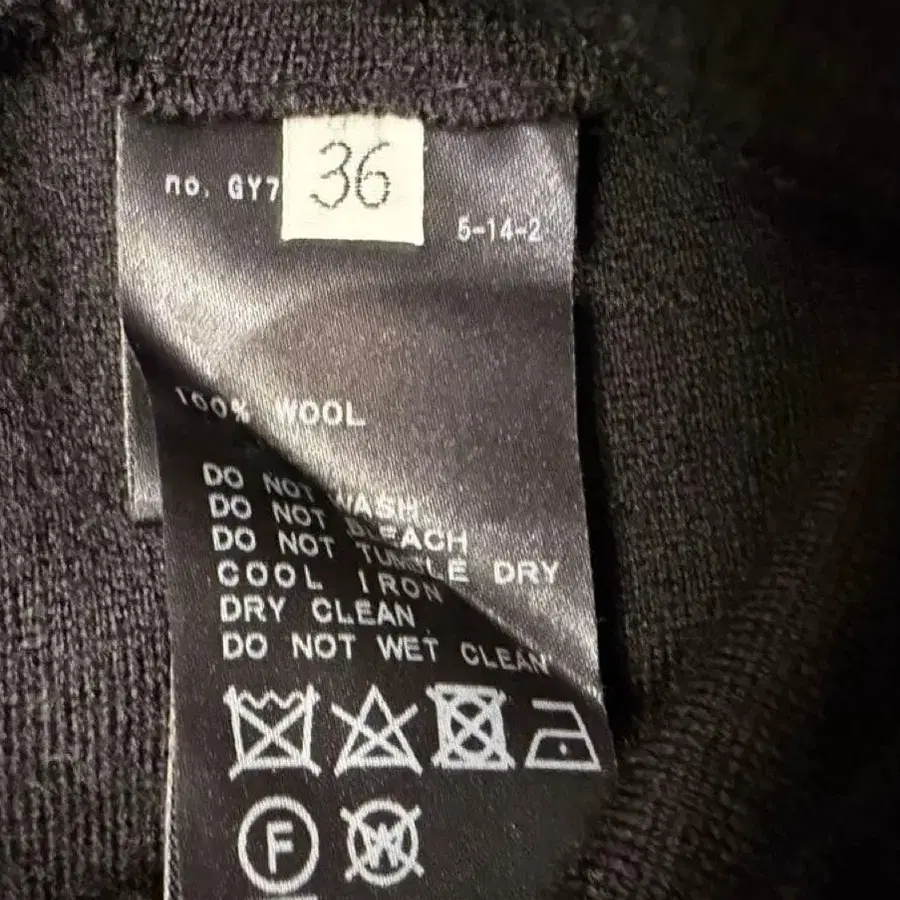 no. GY7
36
5-14-2
100% WOOL
DO NOT WASH
DO NOT BLEACH
DO NOT TUMBLE DRY
COOL IRON
DRY CLEAN
DO NOT WET CLEAN
F
W